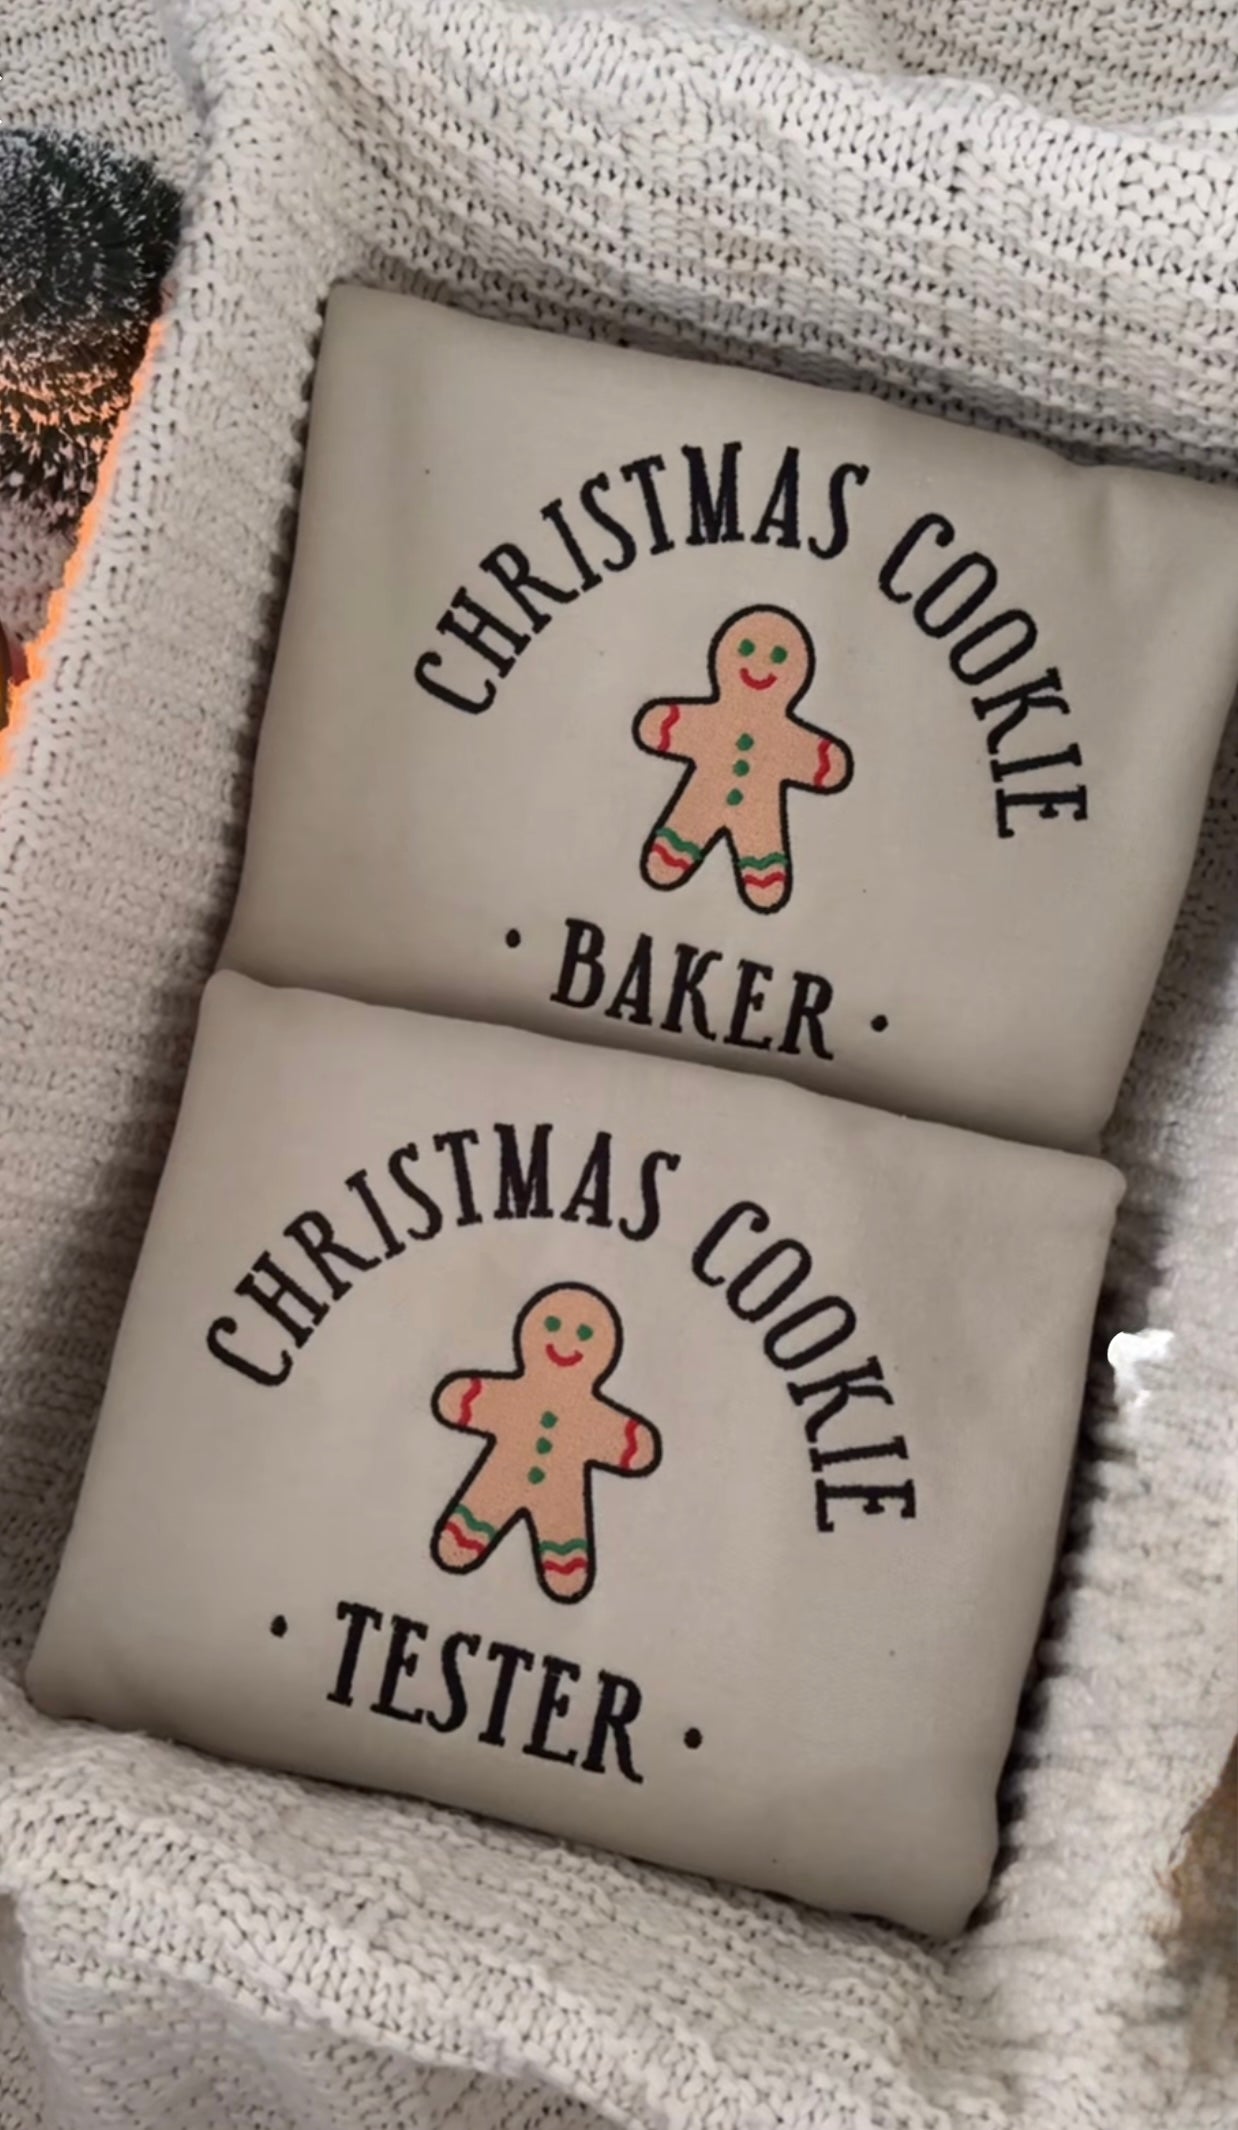 CHRISTMAS COOKIE
• BAKER •
CHRISTMAS COOKIE
• TESTER •